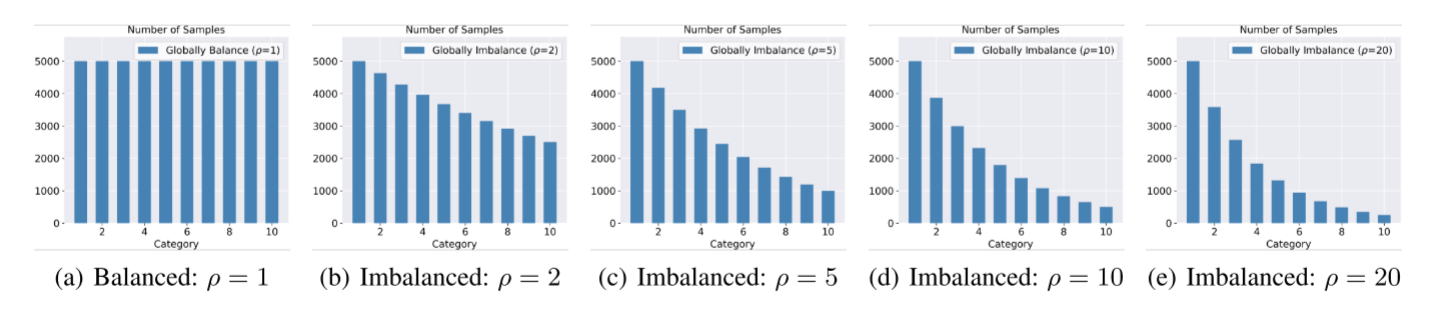 Number of Samples
Globally Balance (ρ=1)
5000
4000
3000
2000
1000
0
2 4 6 8 10
Category
(a) Balanced: ρ = 1
Number of Samples
Globally Imbalance (ρ=2)
5000
4000
3000
2000
1000
0
2 4 6 8 10
Category
(b) Imbalanced: ρ = 2
Number of Samples
Globally Imbalance (ρ=5)
5000
4000
3000
2000
1000
0
2 4 6 8 10
Category
(c) Imbalanced: ρ = 5
Number of Samples
Globally Imbalance (ρ=10)
5000
4000
3000
2000
1000
0
2 4 6 8 10
Category
(d) Imbalanced: ρ = 10
Number of Samples
Globally Imbalance (ρ=20)
5000
4000
3000
2000
1000
0
2 4 6 8 10
Category
(e) Imbalanced: ρ = 20